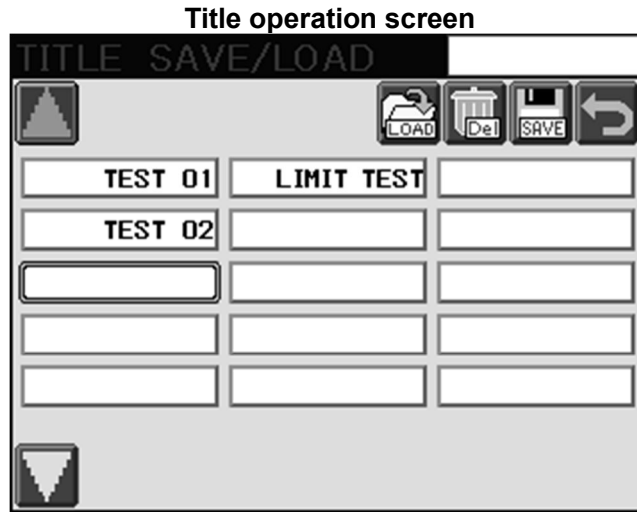 Title operation screen
TITLE SAVE/LOAD
LOAD Del SAVE
TEST 01 LIMIT TEST
TEST 02